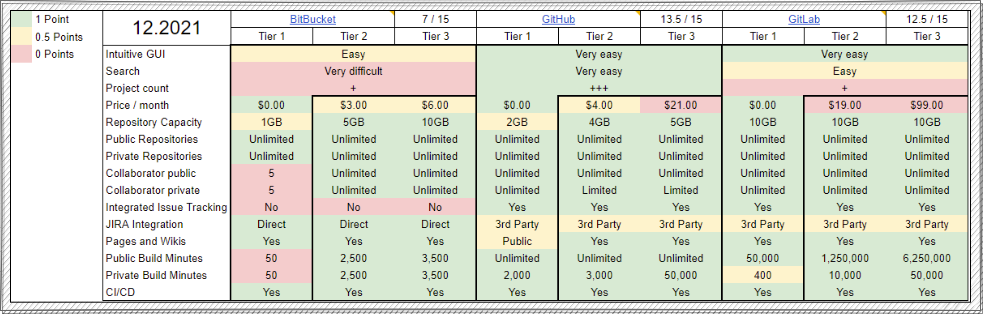 1 Point
0.5 Points
0 Points
12.2021 BitBucket 7 / 15 GitHub 13.5 / 15 GitLab 12.5 / 15
Tier 1 Tier 2 Tier 3 Tier 1 Tier 2 Tier 3 Tier 1 Tier 2 Tier 3
Intuitive GUI Easy Very easy Very easy
Search Very difficult Very easy Easy
Project count + +++ +
Price / month $0.00 $3.00 $6.00 $0.00 $4.00 $21.00 $0.00 $19.00 $99.00
Repository Capacity 1GB 5GB 10GB 2GB 4GB 5GB 10GB 10GB 10GB
Public Repositories Unlimited Unlimited Unlimited Unlimited Unlimited Unlimited Unlimited Unlimited Unlimited
Private Repositories Unlimited Unlimited Unlimited Unlimited Unlimited Unlimited Unlimited Unlimited Unlimited
Collaborator public 5 Unlimited Unlimited Unlimited Unlimited Unlimited Unlimited Unlimited Unlimited
Collaborator private 5 Unlimited Unlimited Unlimited Limited Limited Unlimited Unlimited Unlimited
Integrated Issue Tracking No No No Yes Yes Yes Yes Yes Yes
JIRA Integration Direct Direct Direct 3rd Party 3rd Party 3rd Party 3rd Party 3rd Party 3rd Party
Pages and Wikis Yes Yes Yes Public Yes Yes Yes Yes Yes
Public Build Minutes 50 2,500 3,500 Unlimited Unlimited Unlimited 50,000 1,250,000 6,250,000
Private Build Minutes 50 2,500 3,500 2,000 3,000 50,000 400 10,000 50,000
CI/CD Yes Yes Yes Yes Yes Yes Yes Yes Yes